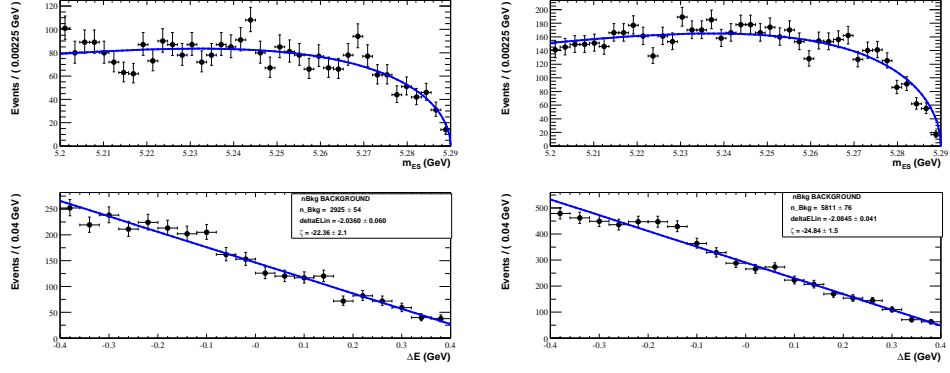 Events / ( 0.00225 GeV )
120
100
80
60
40
20
0
5.2 5.21 5.22 5.23 5.24 5.25 5.26 5.27 5.28 5.29
m_ES (GeV)
Events / ( 0.00225 GeV )
200
180
160
140
120
100
80
60
40
20
0
5.2 5.21 5.22 5.23 5.24 5.25 5.26 5.27 5.28 5.29
m_ES (GeV)
Events / ( 0.04 GeV )
250
200
150
100
50
0
nBkg BACKGROUND
n_Bkg = 2925 ± 54
deltaELin = -2.0360 ± 0.060
ζ = -22.36 ± 2.1
-0.4 -0.3 -0.2 -0.1 -0 0.1 0.2 0.3 0.4
ΔE (GeV)
Events / ( 0.04 GeV )
500
400
300
200
100
0
nBkg BACKGROUND
n_Bkg = 5811 ± 76
deltaELin = -2.0845 ± 0.041
ζ = -24.84 ± 1.5
-0.4 -0.3 -0.2 -0.1 -0 0.1 0.2 0.3 0.4
ΔE (GeV)